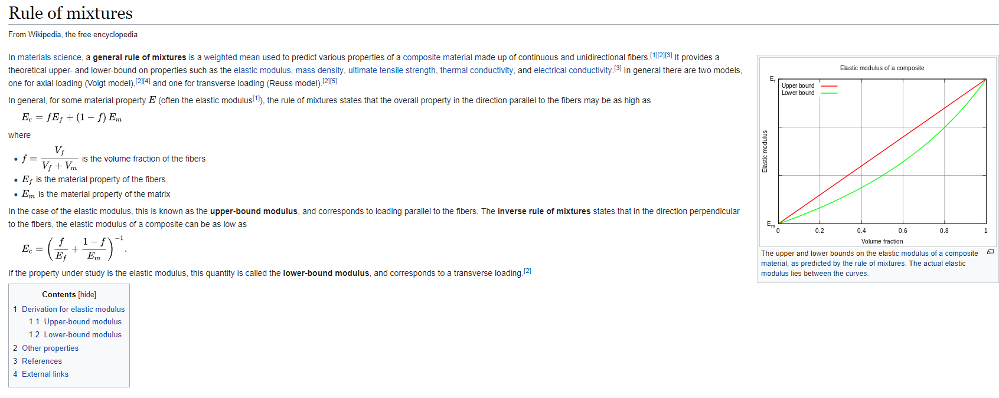 Rule of mixtures
From Wikipedia, the free encyclopedia
In materials science, a general rule of mixtures is a weighted mean used to predict various properties of a composite material made up of continuous and unidirectional fibers.[1][2][3] It provides a
theoretical upper- and lower-bound on properties such as the elastic modulus, mass density, ultimate tensile strength, thermal conductivity, and electrical conductivity.[3] In general there are two models,
one for axial loading (Voigt model),[2][4] and one for transverse loading (Reuss model).[2][5]
In general, for some material property E (often the elastic modulus[1]), the rule of mixtures states that the overall property in the direction parallel to the fibers may be as high as
E_c = fE_f + (1 − f) E_m
where
• f = V_f / (V_f + V_m) is the volume fraction of the fibers
• E_f is the material property of the fibers
• E_m is the material property of the matrix
In the case of the elastic modulus, this is known as the upper-bound modulus, and corresponds to loading parallel to the fibers. The inverse rule of mixtures states that in the direction perpendicular
to the fibers, the elastic modulus of a composite can be as low as
E_c = (f/E_f + (1 − f)/E_m)^−1.
If the property under study is the elastic modulus, this quantity is called the lower-bound modulus, and corresponds to a transverse loading.[2]
Contents [hide]
1 Derivation for elastic modulus
1.1 Upper-bound modulus
1.2 Lower-bound modulus
2 Other properties
3 References
4 External links
Elastic modulus of a composite
E_f
Upper bound
Lower bound
Elastic modulus
E_m
0 0.2 0.4 0.6 0.8 1
Volume fraction
The upper and lower bounds on the elastic modulus of a composite
material, as predicted by the rule of mixtures. The actual elastic
modulus lies between the curves.